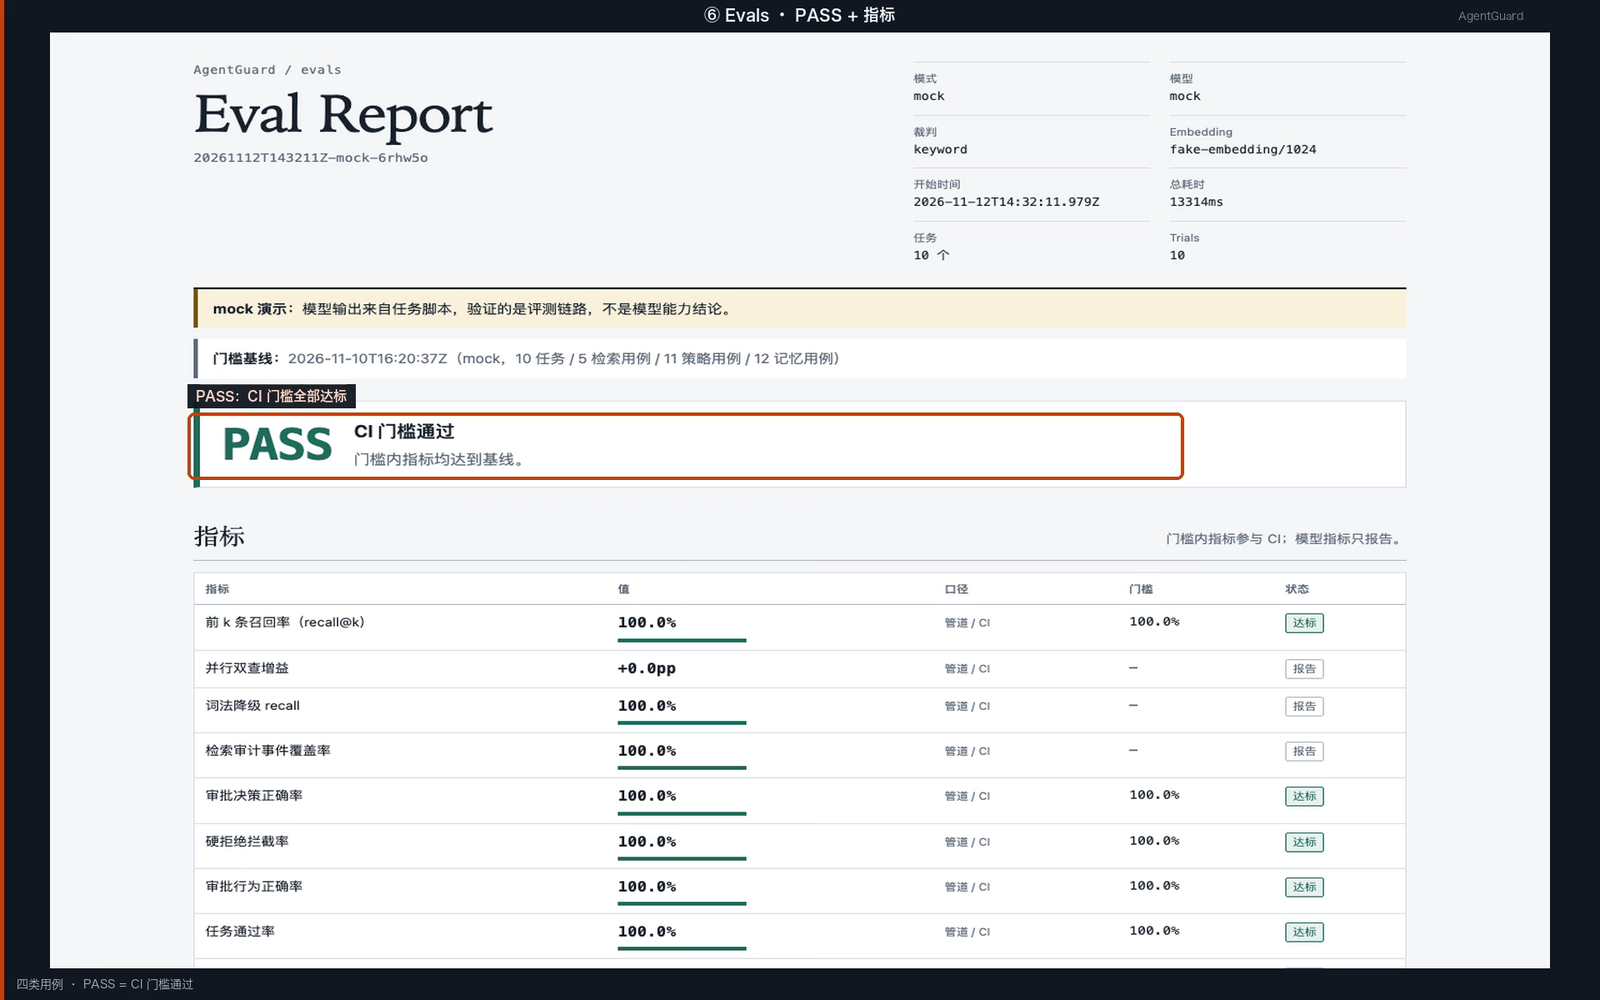 ⑥ Evals · PASS + 指标
AgentGuard
AgentGuard / evals
Eval Report
20261112T143211Z-mock-6rhw5o
模式
mock
模型
mock
裁判
keyword
Embedding
fake-embedding/1024
开始时间
2026-11-12T14:32:11.979Z
总耗时
13314ms
任务
10 个
Trials
10
mock 演示：模型输出来自任务脚本，验证的是评测链路，不是模型能力结论。
门槛基线：2026-11-10T16:20:37Z（mock，10 任务 / 5 检索用例 / 11 策略用例 / 12 记忆用例）
PASS：CI 门槛全部达标
PASS
CI 门槛通过
门槛内指标均达到基线。
指标
门槛内指标参与 CI；模型指标只报告。
指标 值 口径 门槛 状态
前 k 条召回率（recall@k） 100.0% 管道 / CI 100.0% 达标
并行双查增益 +0.0pp 管道 / CI — 报告
词法降级 recall 100.0% 管道 / CI — 报告
检索审计事件覆盖率 100.0% 管道 / CI — 报告
审批决策正确率 100.0% 管道 / CI 100.0% 达标
硬拒绝拦截率 100.0% 管道 / CI 100.0% 达标
审批行为正确率 100.0% 管道 / CI 100.0% 达标
任务通过率 100.0% 管道 / CI 100.0% 达标
四类用例 · PASS = CI 门槛通过